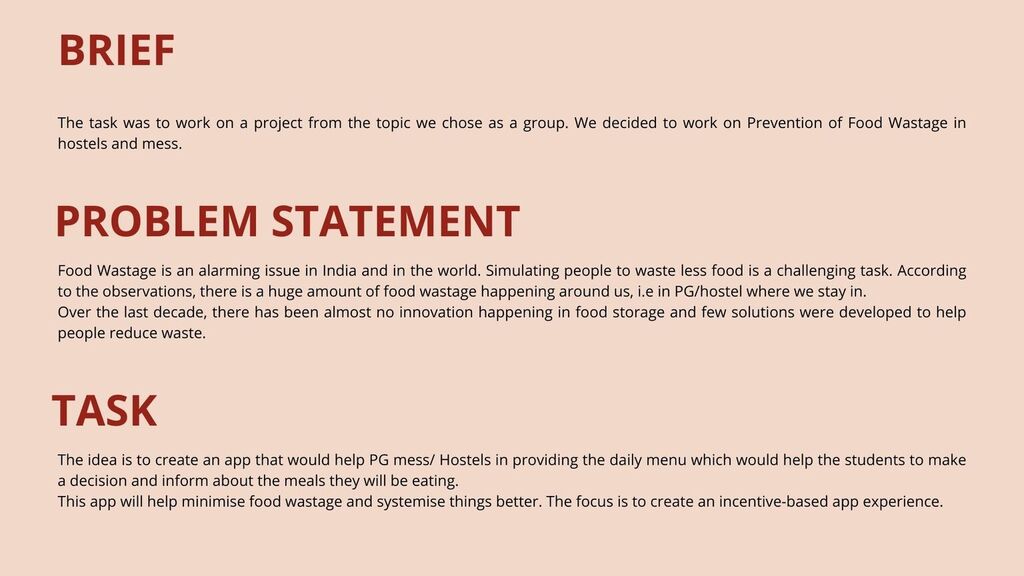 BRIEF
The task was to work on a project from the topic we chose as a group. We decided to work on Prevention of Food Wastage in
hostels and mess.
PROBLEM STATEMENT
Food Wastage is an alarming issue in India and in the world. Simulating people to waste less food is a challenging task. According
to the observations, there is a huge amount of food wastage happening around us, i.e in PG/hostel where we stay in.
Over the last decade, there has been almost no innovation happening in food storage and few solutions were developed to help
people reduce waste.
TASK
The idea is to create an app that would help PG mess/ Hostels in providing the daily menu which would help the students to make
a decision and inform about the meals they will be eating.
This app will help minimise food wastage and systemise things better. The focus is to create an incentive-based app experience.